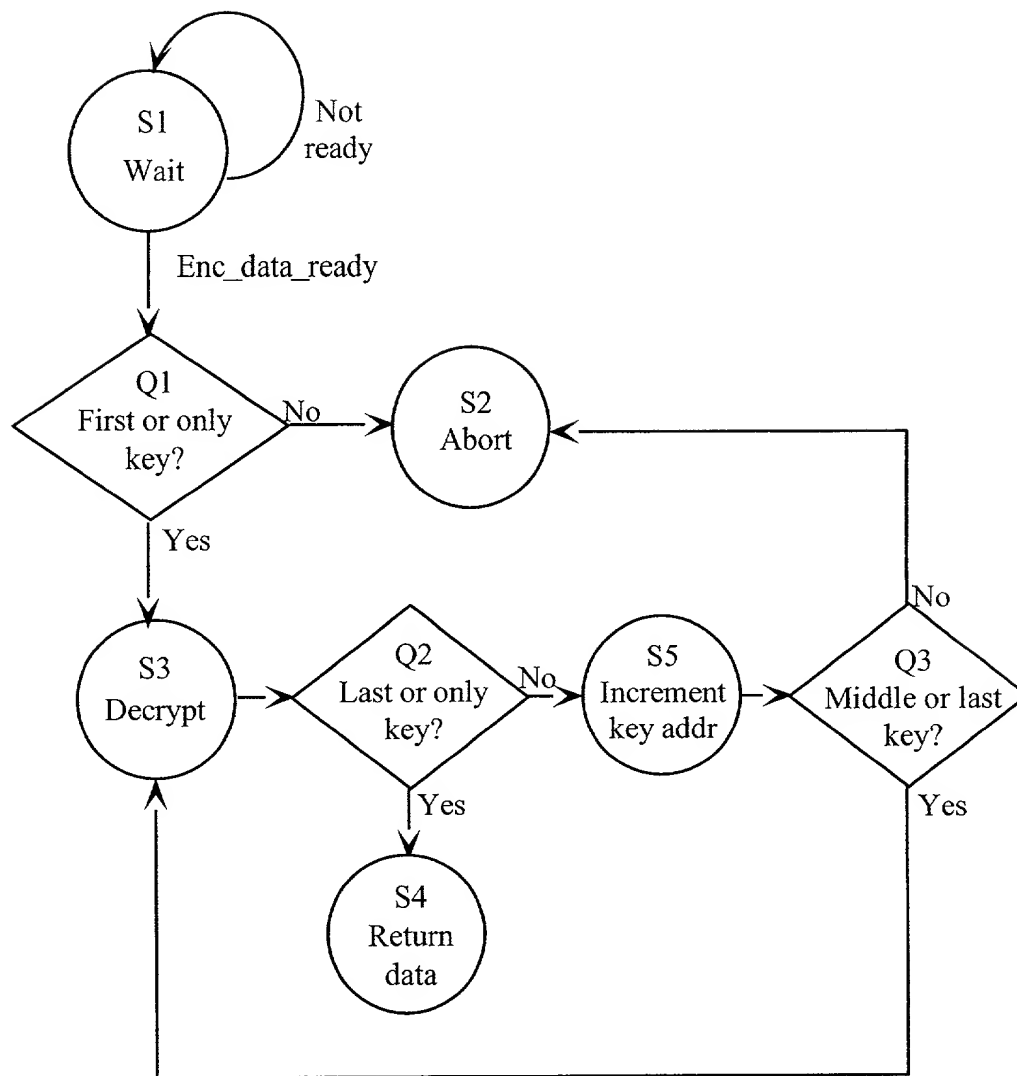 S1
Wait
Not
ready
Enc_data_ready
Q1
First or only
key?
No
S2
Abort
Yes
No
S3
Decrypt
Q2
Last or only
key?
No
S5
Increment
key addr
Q3
Middle or last
key?
Yes
Yes
S4
Return
data